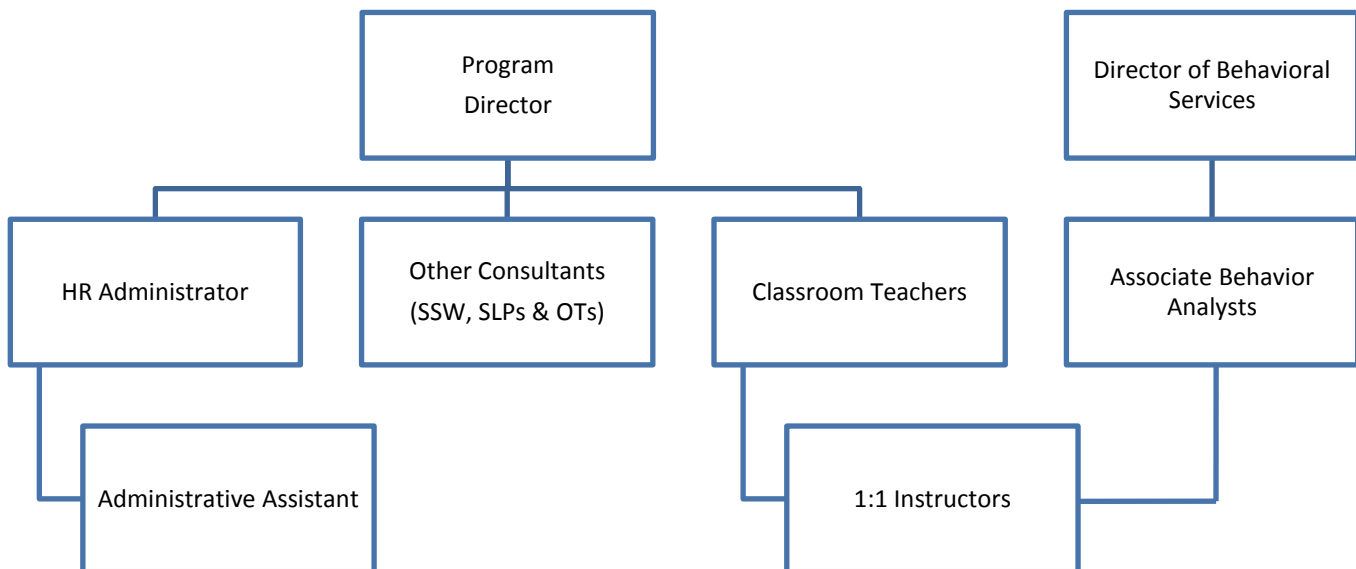 Program
Director
Director of Behavioral
Services
HR Administrator
Other Consultants
(SSW, SLPs & OTs)
Classroom Teachers
Associate Behavior
Analysts
Administrative Assistant
1:1 Instructors